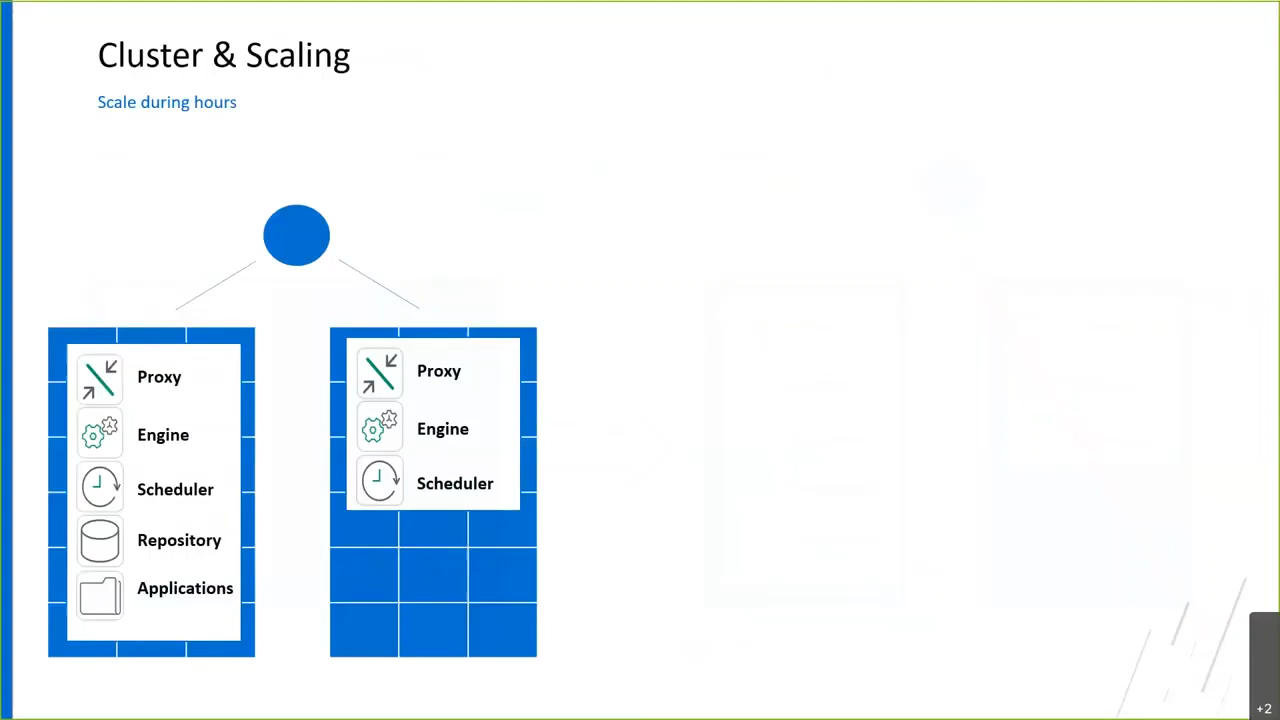 Cluster & Scaling
Scale during hours
Proxy
Engine
Scheduler
Repository
Applications
Proxy
Engine
Scheduler
+2